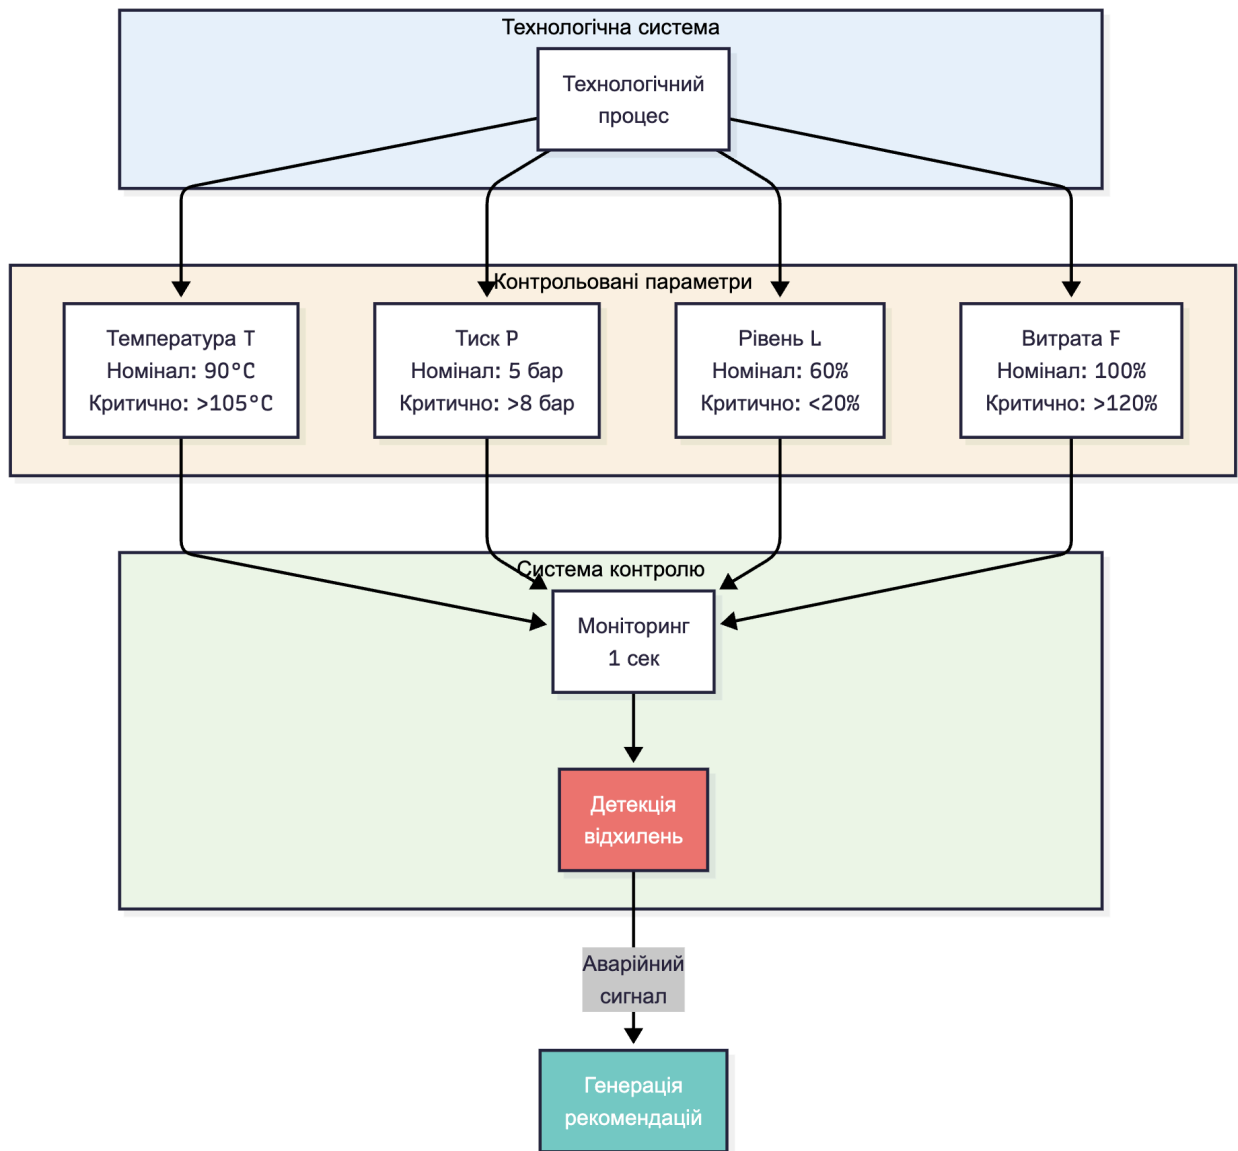 Технологічна система
Технологічний
процес
Контрольовані параметри
Температура T
Номінал: 90°C
Критично: >105°C
Тиск P
Номінал: 5 бар
Критично: >8 бар
Рівень L
Номінал: 60%
Критично: <20%
Витрата F
Номінал: 100%
Критично: >120%
Система контролю
Моніторинг
1 сек
Детекція
відхилень
Аварійний
сигнал
Генерація
рекомендацій